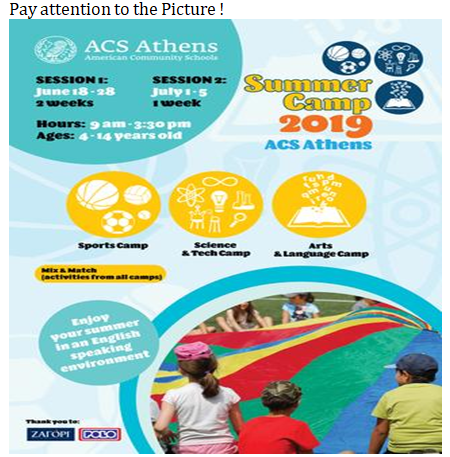 Pay attention to the Picture !
ACS Athens
American Community Schools
SESSION 1:
June 18 - 28
2 weeks
SESSION 2:
July 1 - 5
1 week
Hours: 9 am - 3:30 pm
Ages: 4 - 14 years old
Summer
Camp
2019
ACS Athens
Sports Camp
Science
& Tech Camp
Arts
& Language Camp
Mix & Match
(activities from all camps)
Enjoy
your summer
in an English
speaking
environment
Thank you to:
ΖΑΓΟΡΙ
POLO